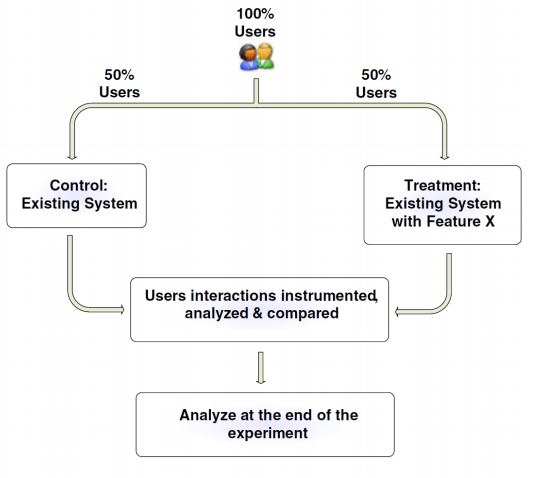 100%
Users
50%
Users
50%
Users
Control:
Existing System
Treatment:
Existing System
with Feature X
Users interactions instrumented,
analyzed & compared
Analyze at the end of the
experiment